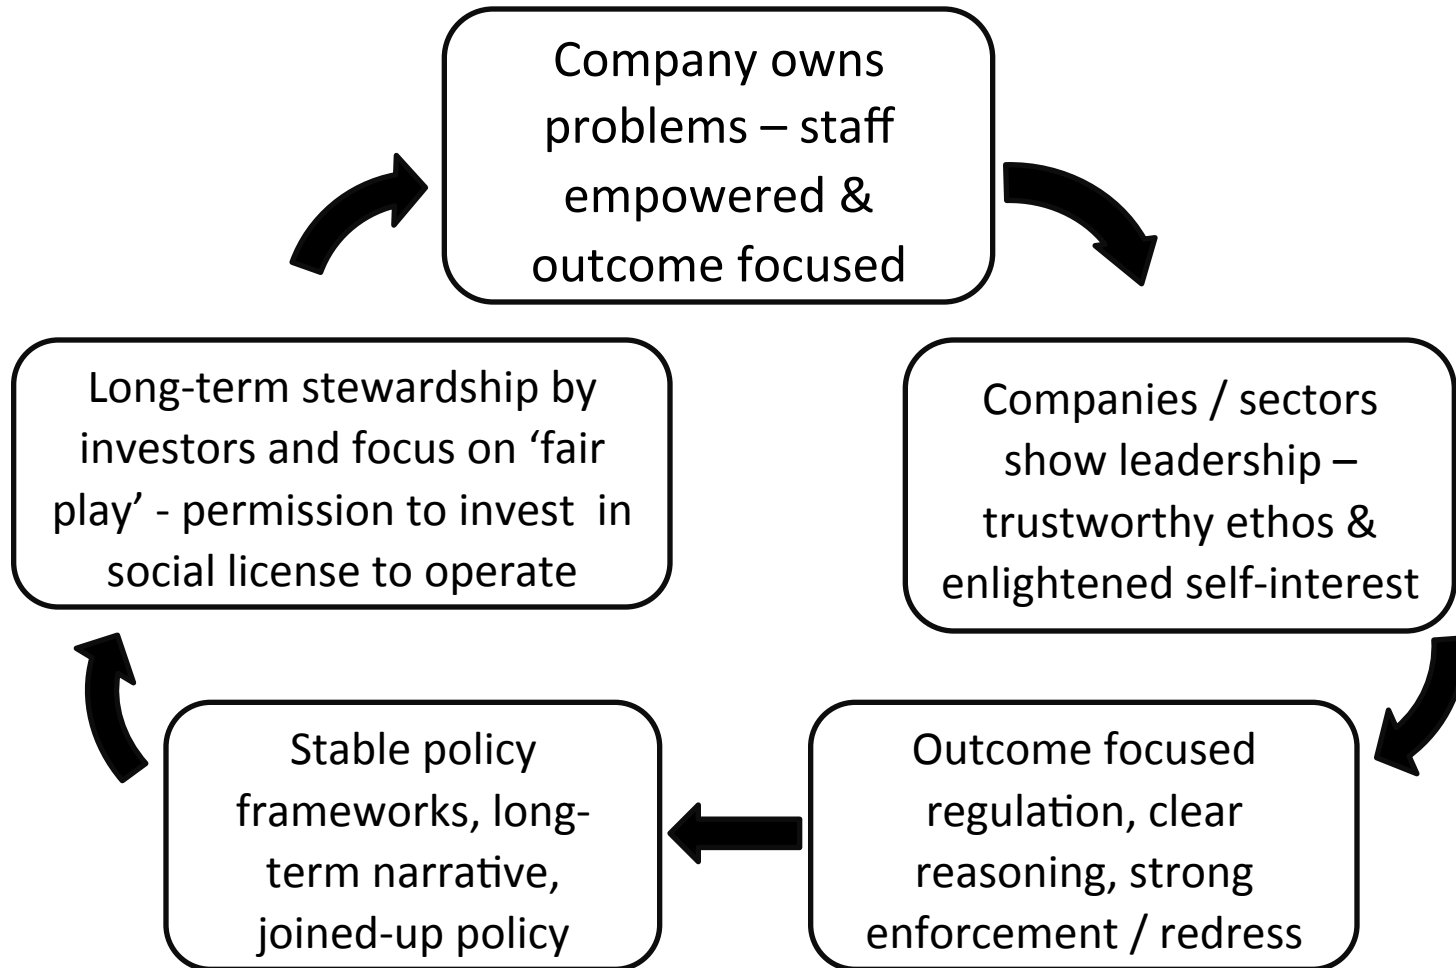 Company owns
problems – staff
empowered &
outcome focused
Companies / sectors
show leadership –
trustworthy ethos &
enlightened self-interest
Outcome focused
regulation, clear
reasoning, strong
enforcement / redress
Stable policy
frameworks, long-
term narrative,
joined-up policy
Long-term stewardship by
investors and focus on ‘fair
play’ - permission to invest  in
social license to operate